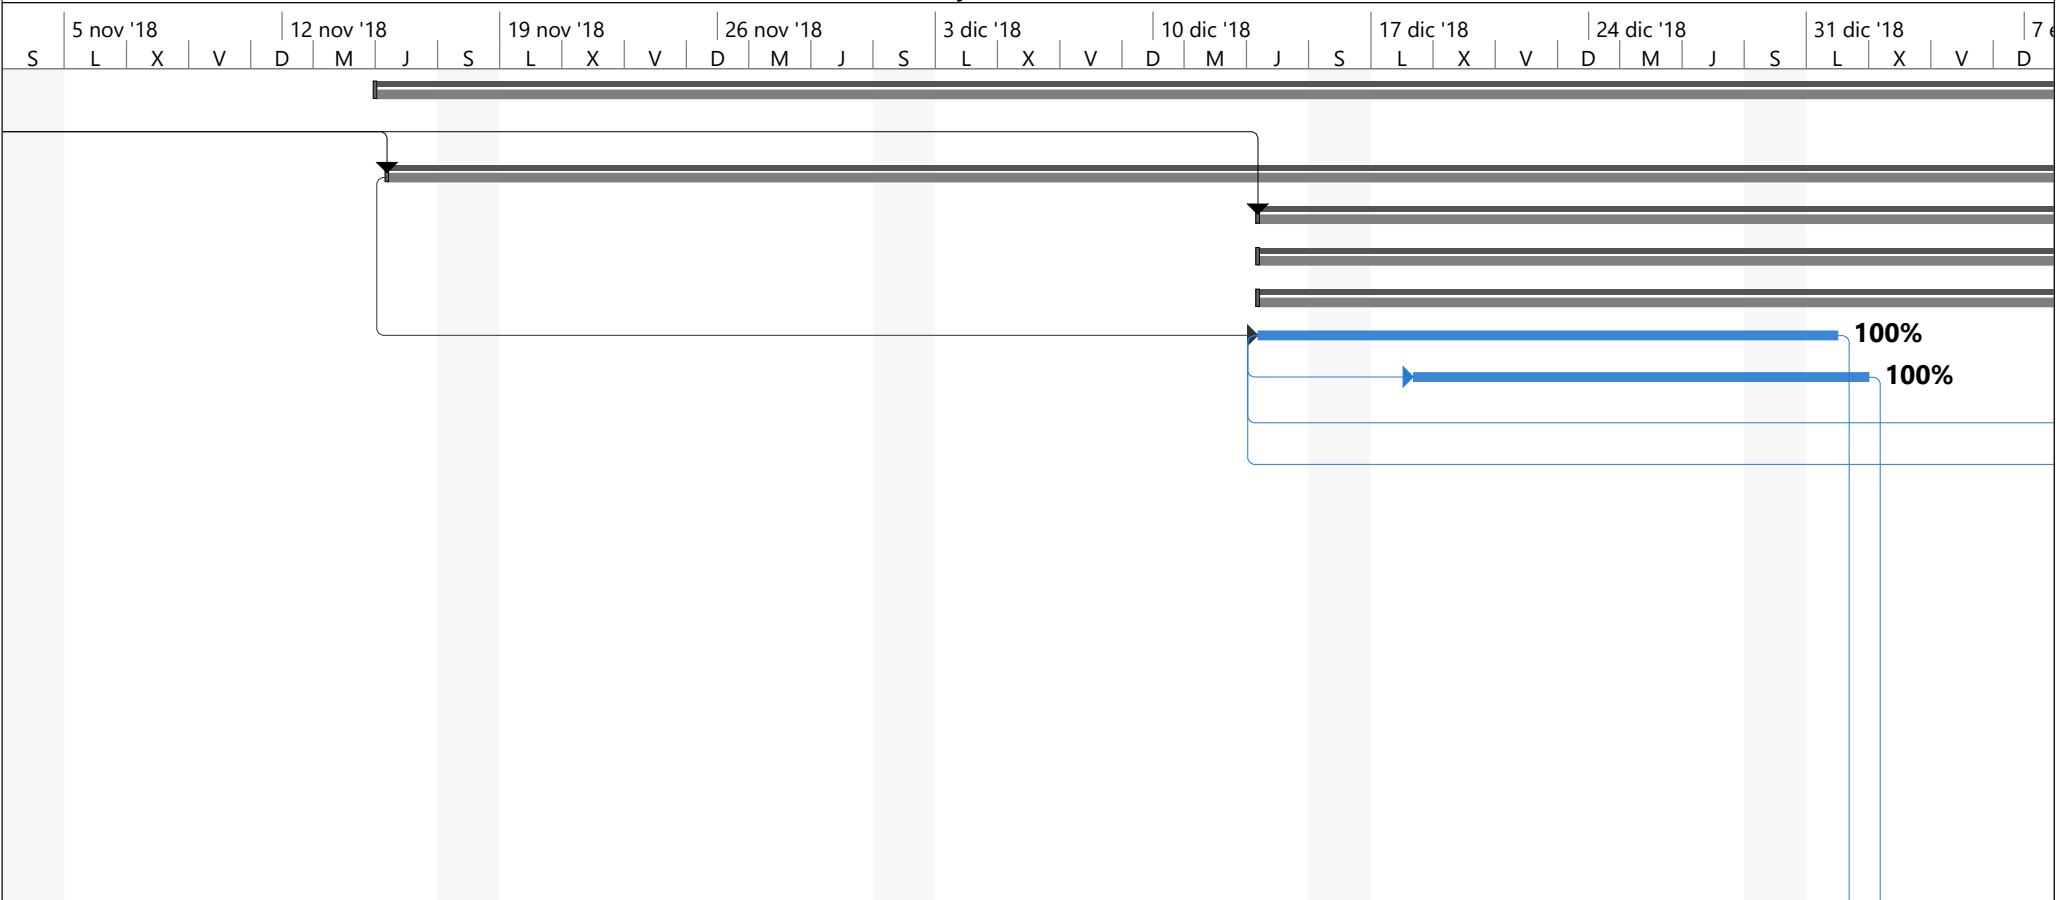 5 nov '18 12 nov '18 19 nov '18 26 nov '18 3 dic '18 10 dic '18 17 dic '18 24 dic '18 31 dic '18 7
S L X V D M J S L X V D M J S L X V D M J S L X V D M J S L X V D
100%
100%